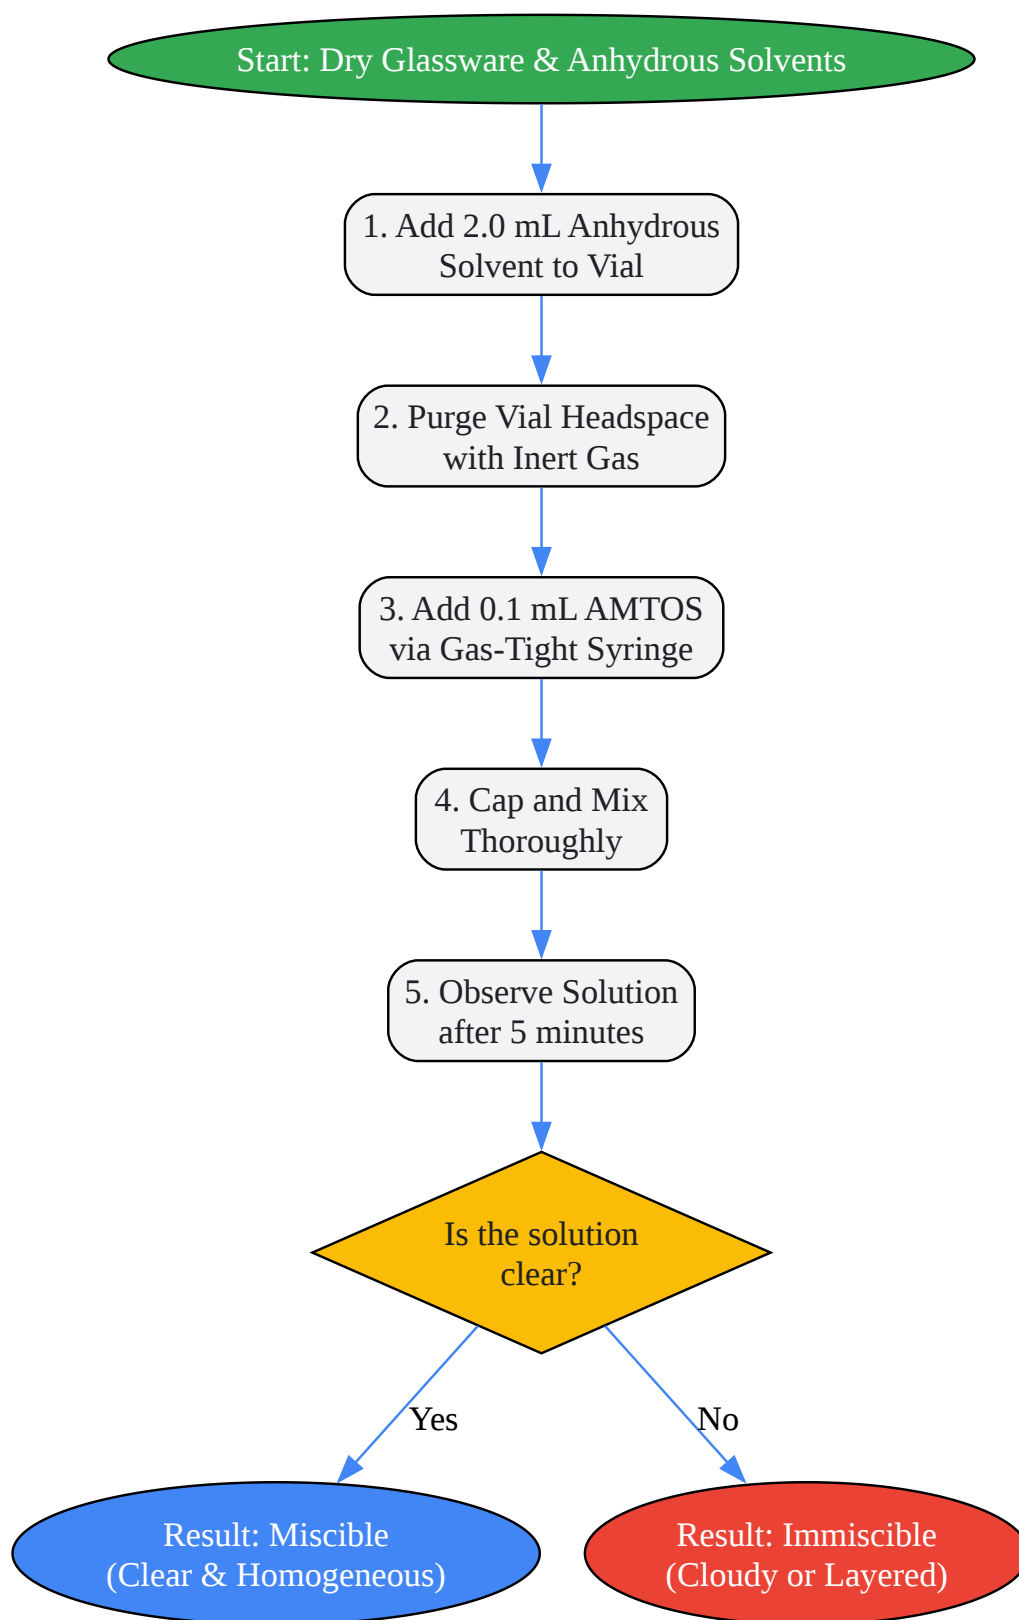 Start: Dry Glassware & Anhydrous Solvents
1. Add 2.0 mL Anhydrous
Solvent to Vial
2. Purge Vial Headspace
with Inert Gas
3. Add 0.1 mL AMTOS
via Gas-Tight Syringe
4. Cap and Mix
Thoroughly
5. Observe Solution
after 5 minutes
Is the solution
clear?
Yes
No
Result: Miscible
(Clear & Homogeneous)
Result: Immiscible
(Cloudy or Layered)